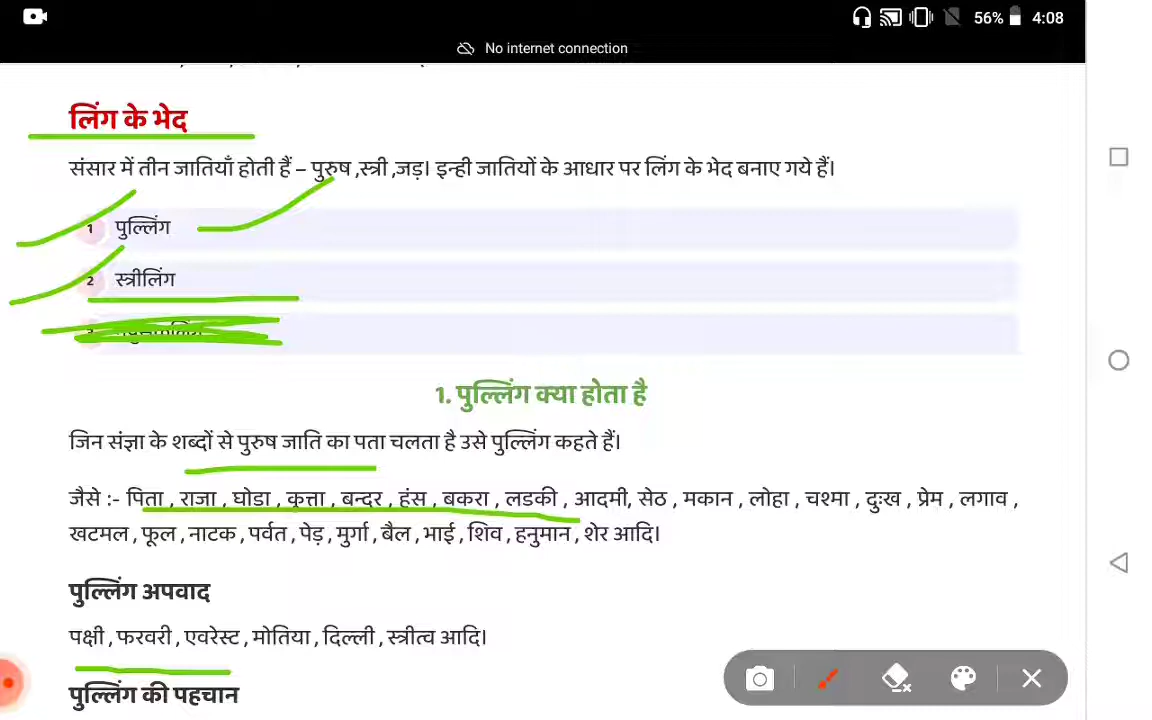 56% 4:08
No internet connection
लिंग के भेद
संसार में तीन जातियाँ होती हैं – पुरुष ,स्त्री ,जड़। इन्ही जातियों के आधार पर लिंग के भेद बनाए गये हैं।
1 पुल्लिंग
2 स्त्रीलिंग
1. पुल्लिंग क्या होता है
जिन संज्ञा के शब्दों से पुरुष जाति का पता चलता है उसे पुल्लिंग कहते हैं।
जैसे :- पिता , राजा , घोडा , कुत्ता , बन्दर , हंस , बकरा , लडकी , आदमी, सेठ , मकान , लोहा , चश्मा , दुःख , प्रेम , लगाव ,
खटमल , फूल , नाटक , पर्वत , पेड़ , मुर्गा , बैल , भाई , शिव , हनुमान , शेर आदि।
पुल्लिंग अपवाद
पक्षी , फरवरी , एवरेस्ट , मोतिया , दिल्ली , स्त्रीत्व आदि।
पुल्लिंग की पहचान